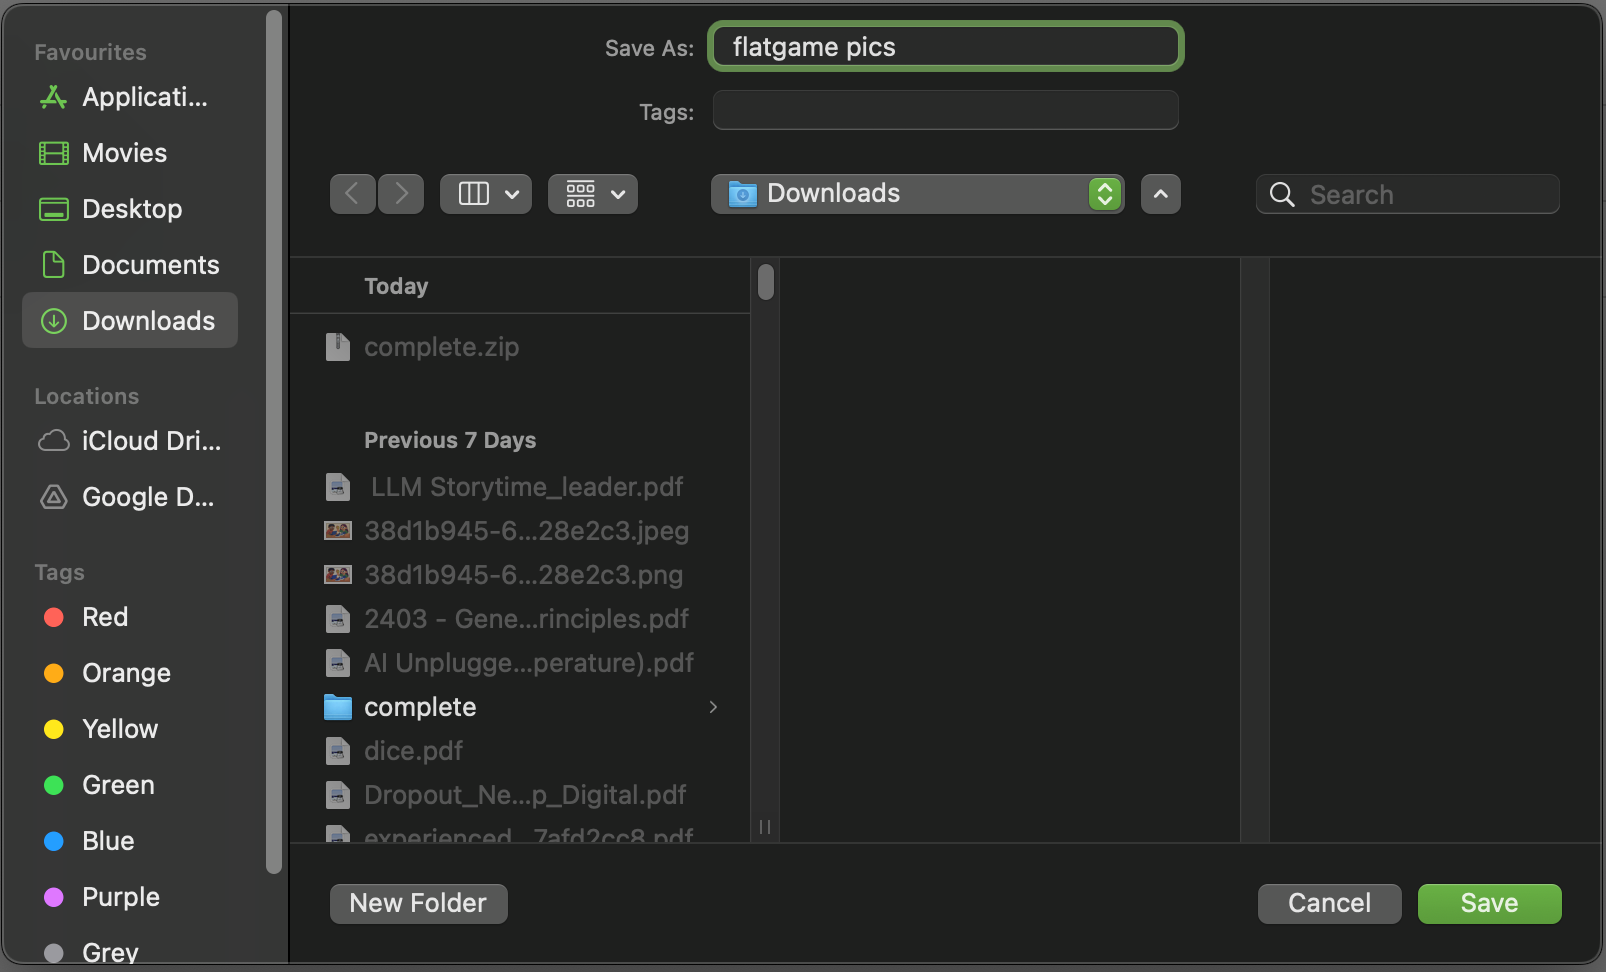 Favourites
Applicati...
Movies
Desktop
Documents
Downloads
Locations
iCloud Dri...
Google D...
Tags
Red
Orange
Yellow
Green
Blue
Purple
Grey
Save As: flatgame pics
Tags:
Downloads
Search
Today
complete.zip
Previous 7 Days
LLM Storytime_leader.pdf
38d1b945-6...28e2c3.jpeg
38d1b945-6...28e2c3.png
2403 - Gene...rinciples.pdf
AI Unplugge...perature).pdf
complete
dice.pdf
Dropout_Ne...p_Digital.pdf
experienced...7afd2cc8.pdf
New Folder
Cancel
Save